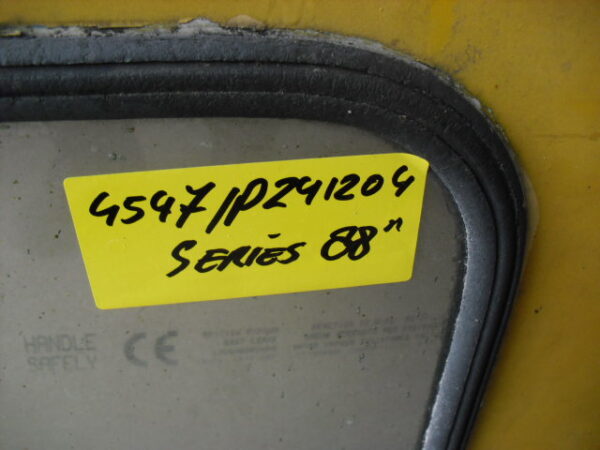 4547/P241204
SERIES 88"
HANDLE
SAFELY
CE